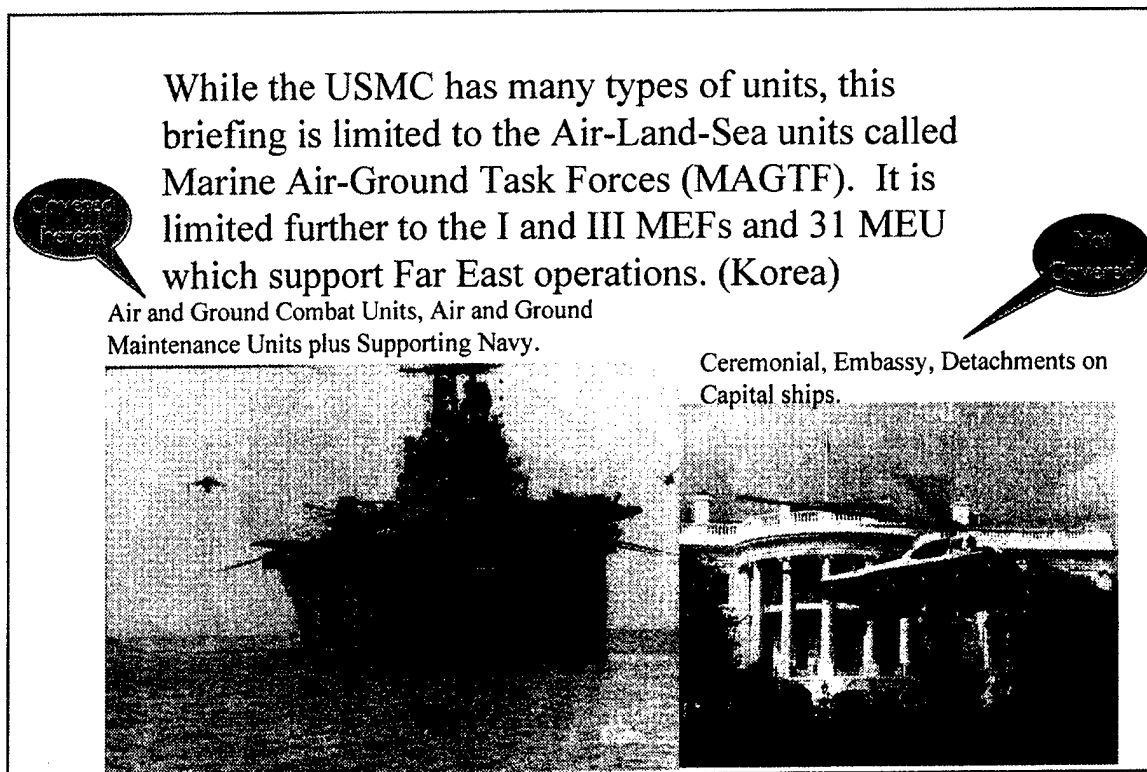 While the USMC has many types of units, this
briefing is limited to the Air-Land-Sea units called
Marine Air-Ground Task Forces (MAGTF).  It is
limited further to the I and III MEFs and 31 MEU
which support Far East operations. (Korea)
Covered
Not
Covered
Air and Ground Combat Units, Air and Ground
Maintenance Units plus Supporting Navy.
Ceremonial, Embassy, Detachments on
Capital ships.